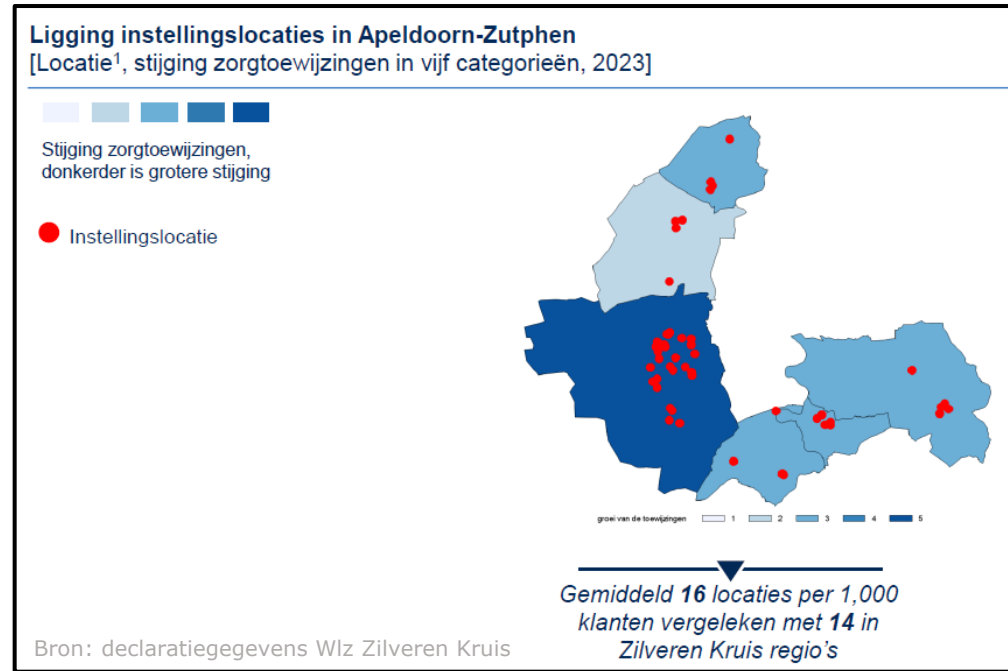 Ligging instellingslocaties in Apeldoorn-Zutphen
[Locatie¹, stijging zorgtoewijzingen in vijf categorieën, 2023]
Stijging zorgtoewijzingen,
donkerder is grotere stijging
Instellingslocatie
groei van de toewijzingen 1 2 3 4 5
Gemiddeld 16 locaties per 1,000
klanten vergeleken met 14 in
Zilveren Kruis regio's
Bron: declaratiegegevens Wlz Zilveren Kruis